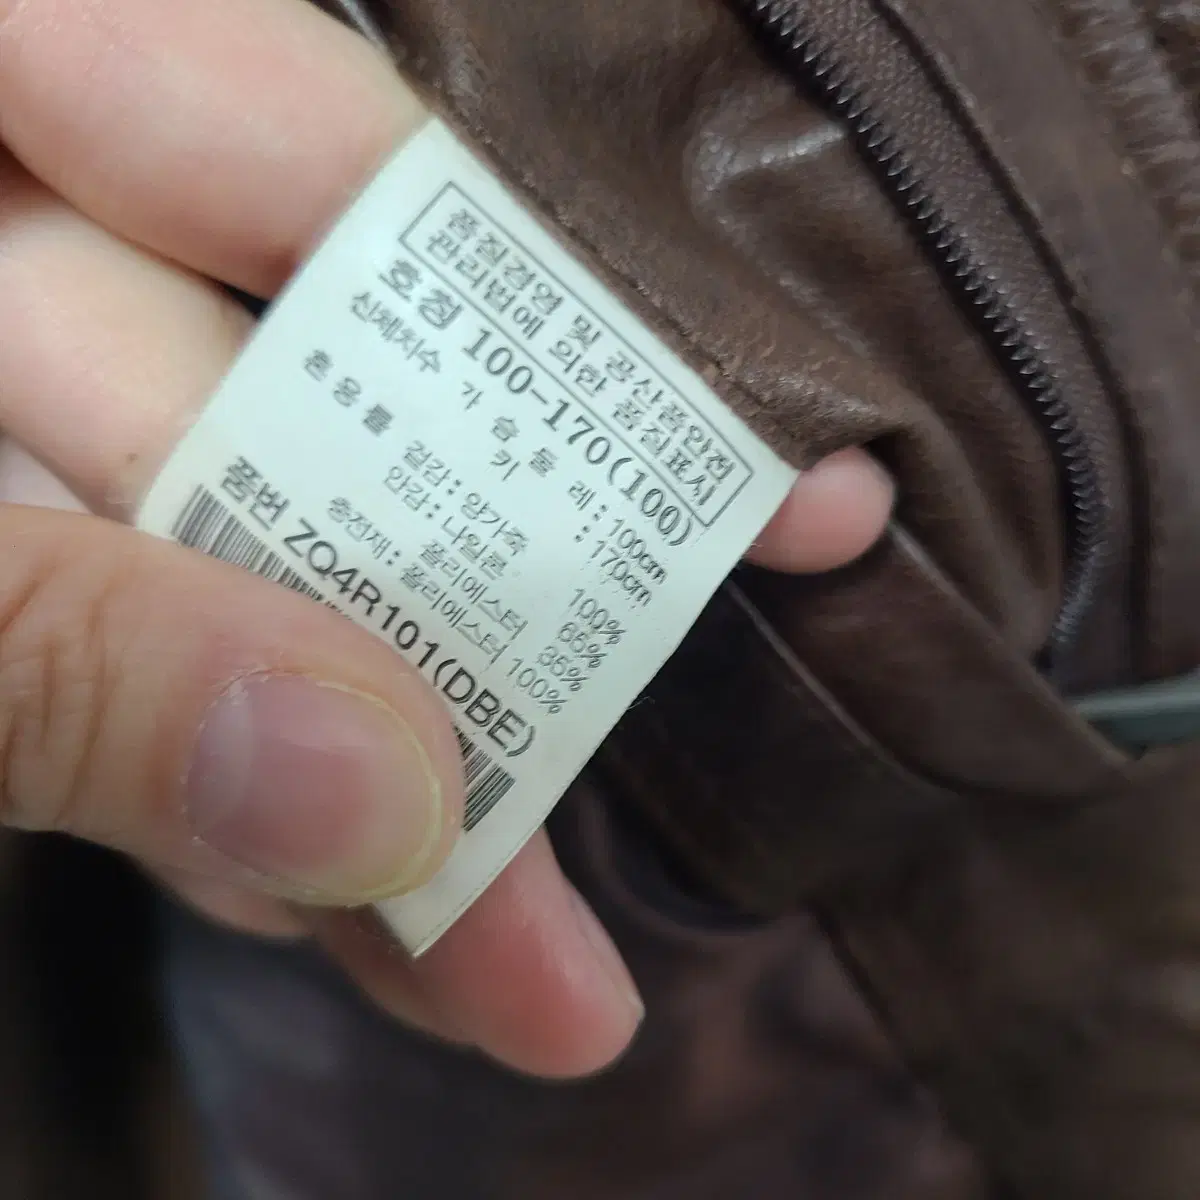 품질경영 및 공산품안전
관리법에 의한 품질표시
호칭 100-170(100)
신체치수 가슴둘레 : 100cm
키 : 170cm
혼용률 겉감: 양가죽 100%
안감: 나일론 65%
폴리에스터 35%
충전재: 폴리에스터 100%
품번 ZQ4R101(DBE)